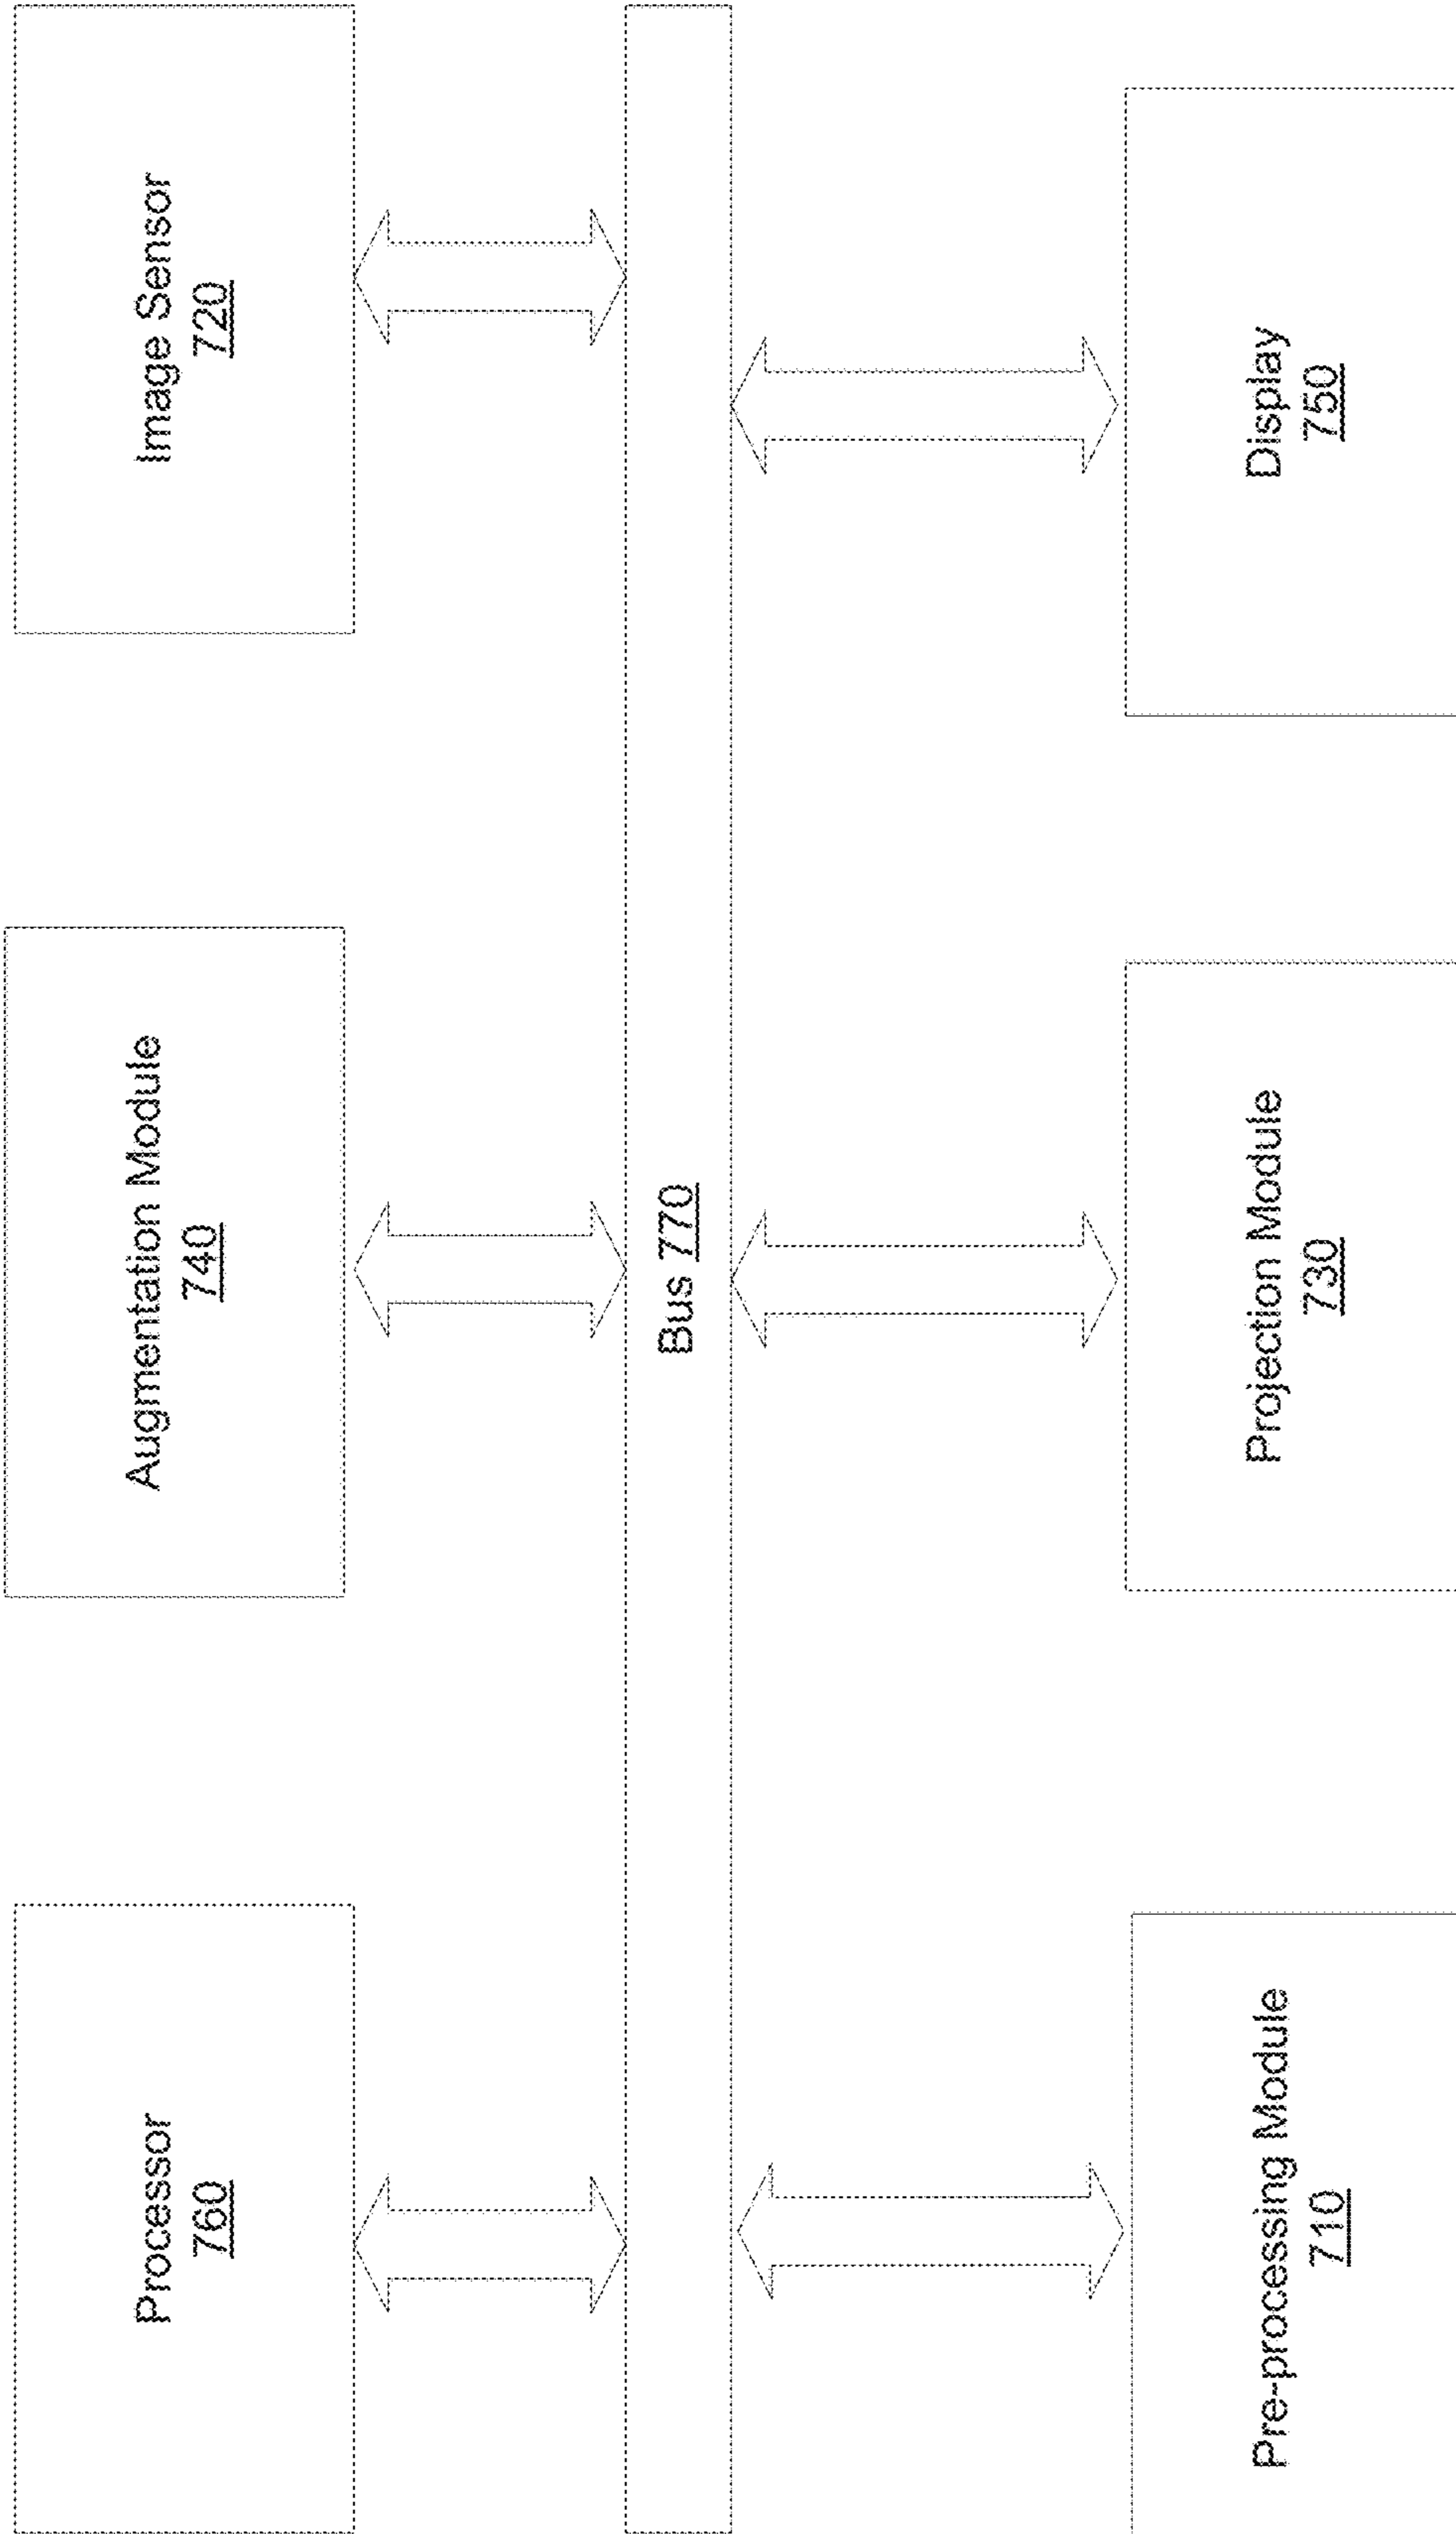 Processor
760
Augmentation Module
740
Image Sensor
720
Bus 770
Pre-processing Module
710
Projection Module
730
Display
750